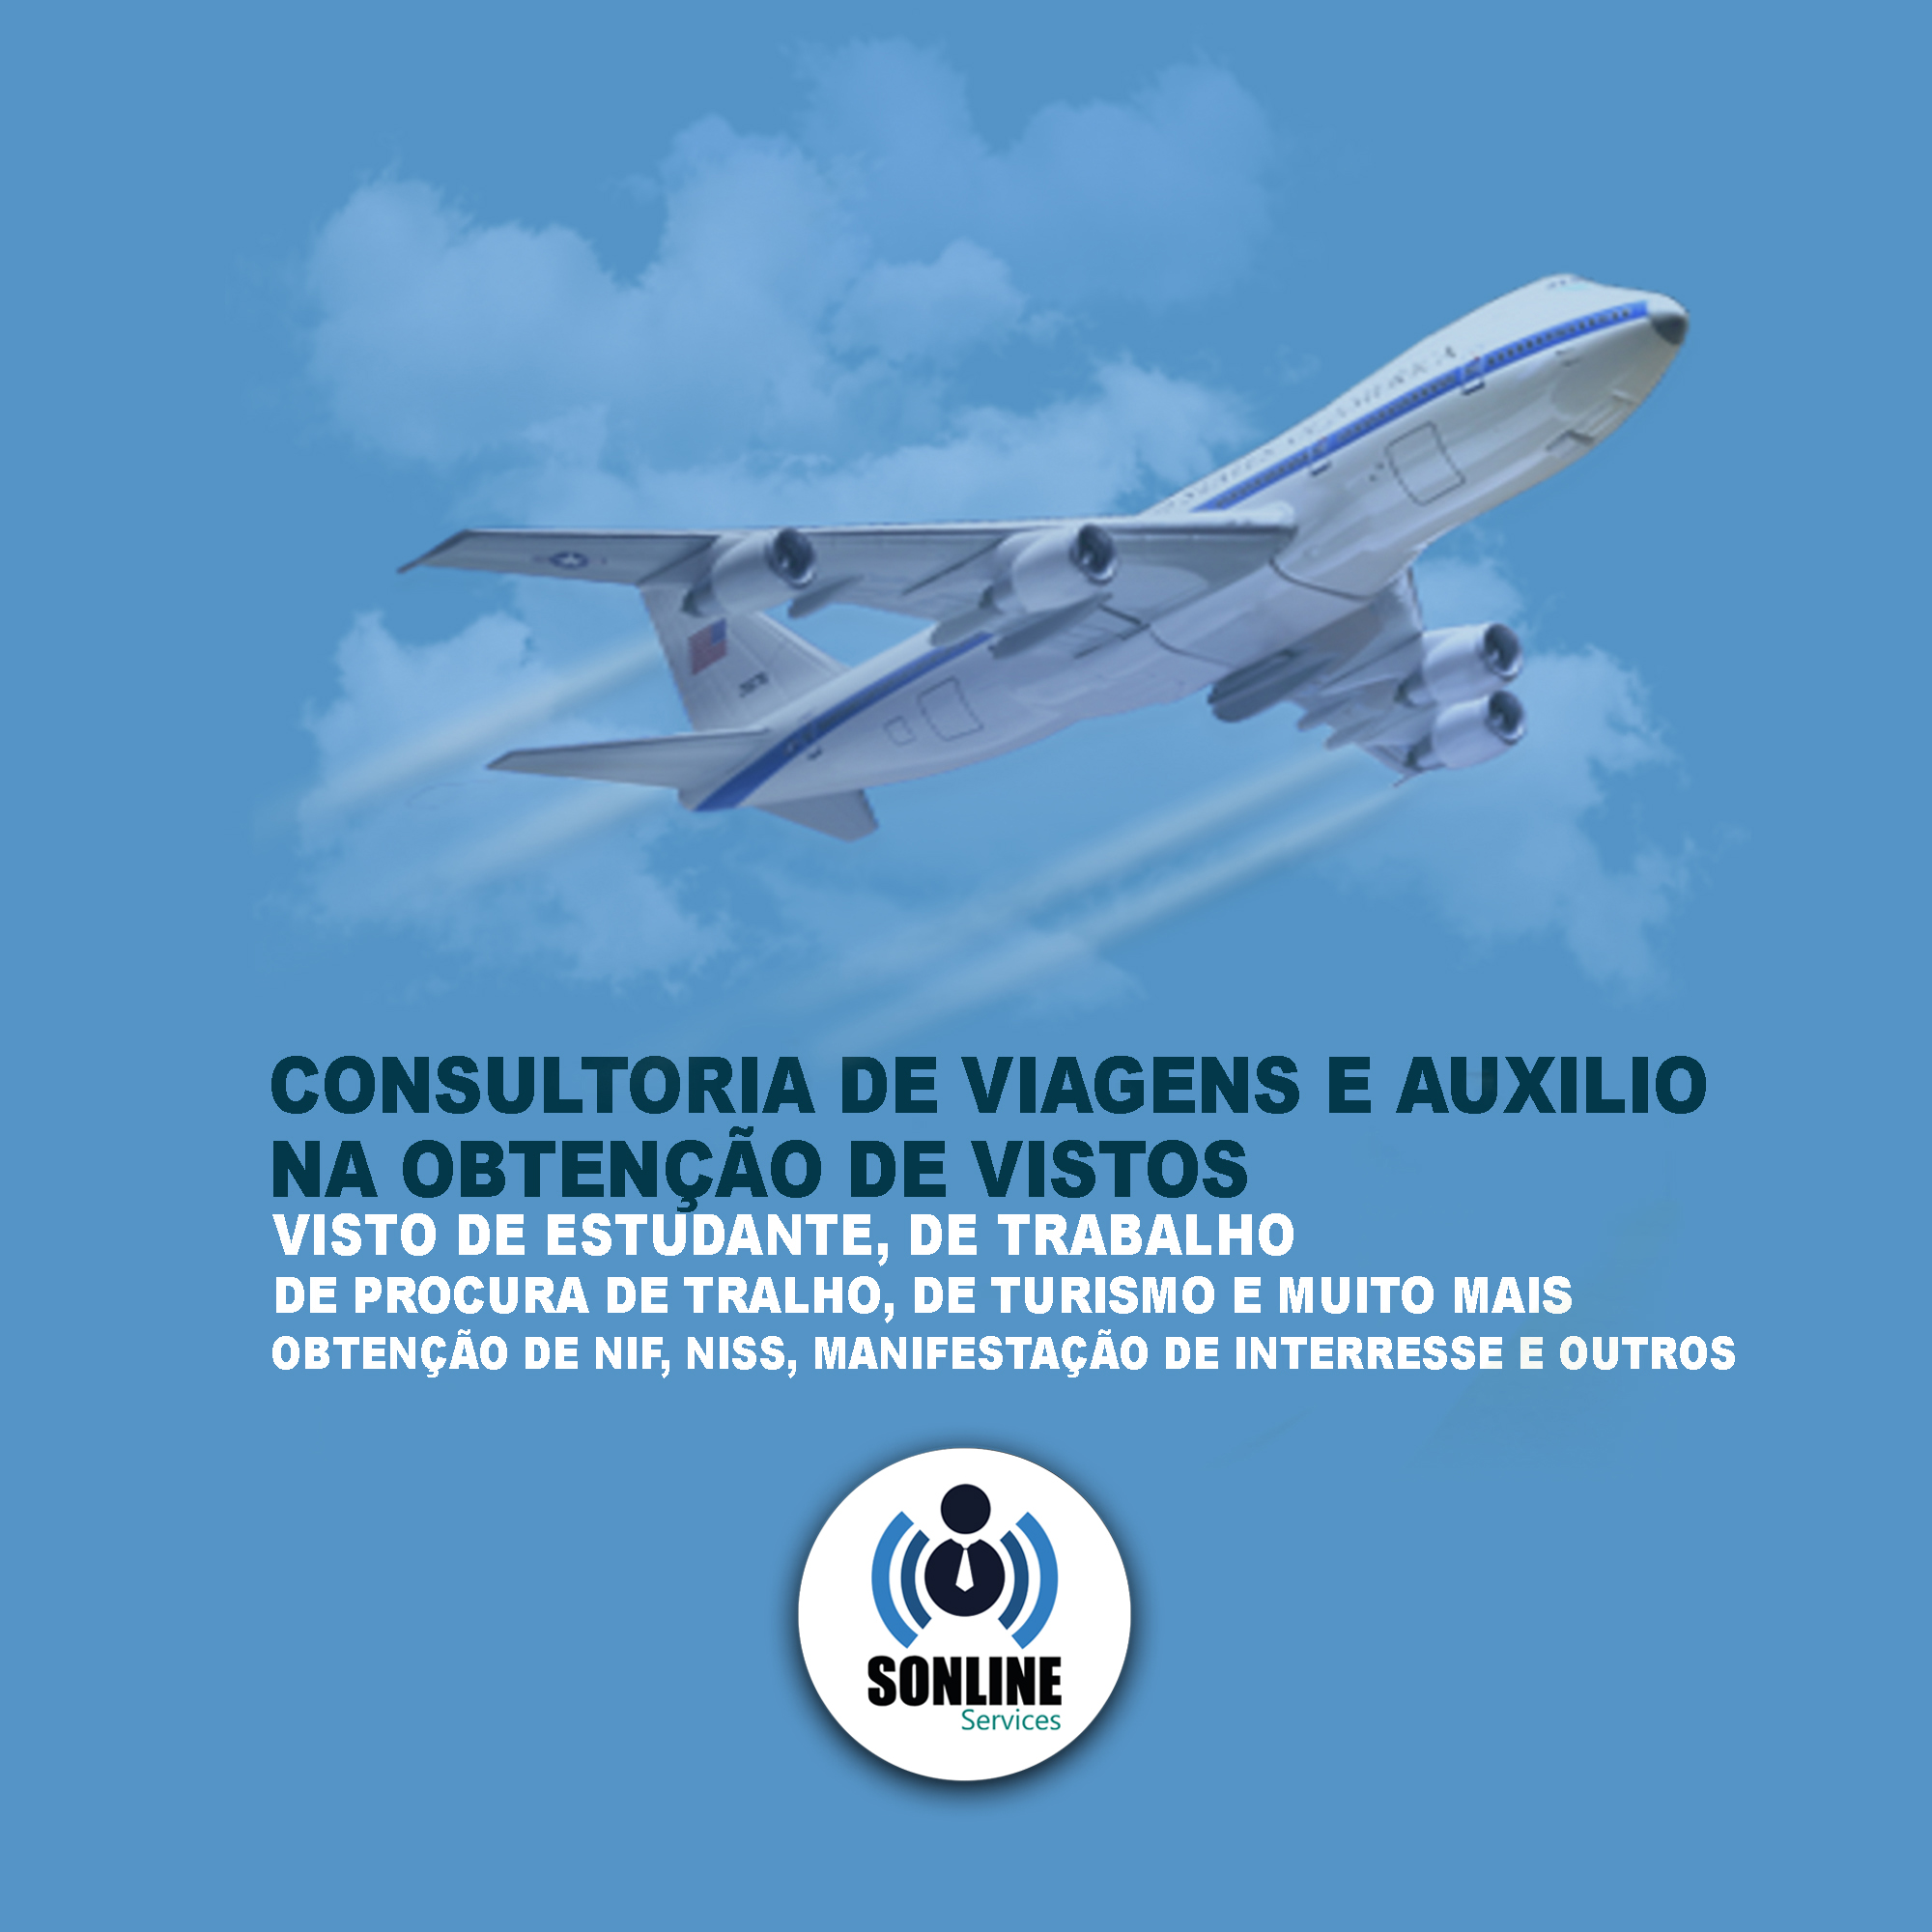 CONSULTORIA DE VIAGENS E AUXILIO
NA OBTENÇÃO DE VISTOS
VISTO DE ESTUDANTE, DE TRABALHO
DE PROCURA DE TRALHO, DE TURISMO E MUITO MAIS
OBTENÇÃO DE NIF, NISS, MANIFESTAÇÃO DE INTERRESSE E OUTROS
SONLINE
Services